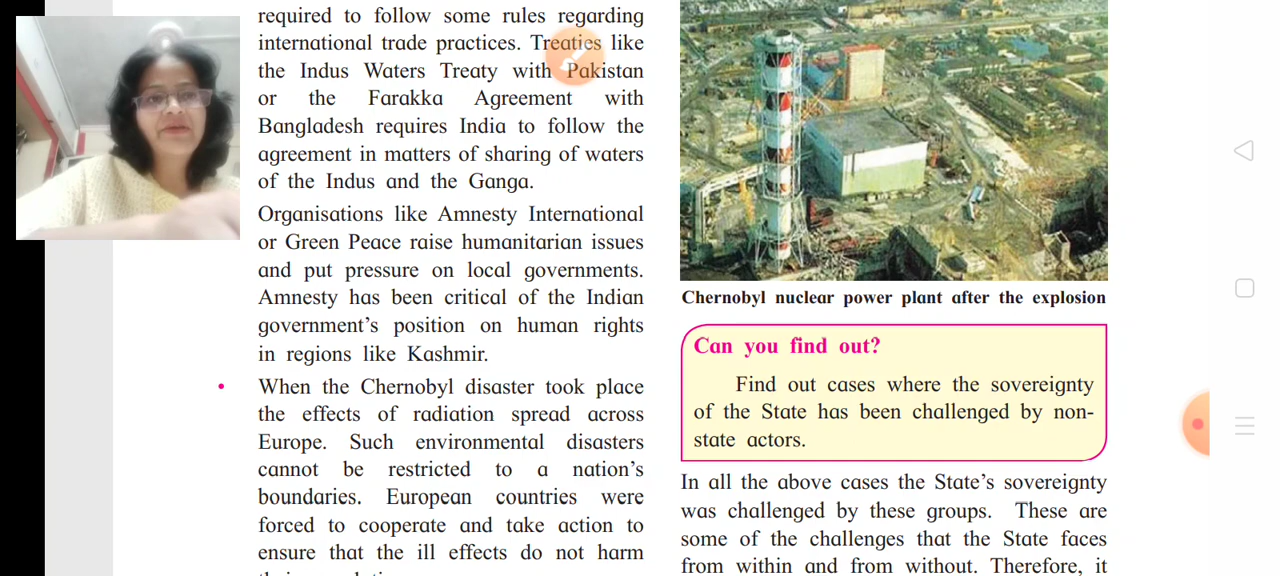 required to follow some rules regarding
international trade practices. Treaties like
the Indus Waters Treaty with Pakistan
or the Farakka Agreement with
Bangladesh requires India to follow the
agreement in matters of sharing of waters
of the Indus and the Ganga.
Organisations like Amnesty International
or Green Peace raise humanitarian issues
and put pressure on local governments.
Amnesty has been critical of the Indian
government's position on human rights
in regions like Kashmir.
• When the Chernobyl disaster took place
the effects of radiation spread across
Europe. Such environmental disasters
cannot be restricted to a nation's
boundaries. European countries were
forced to cooperate and take action to
ensure that the ill effects do not harm
Chernobyl nuclear power plant after the explosion
Can you find out?
Find out cases where the sovereignty
of the State has been challenged by non-
state actors.
In all the above cases the State's sovereignty
was challenged by these groups. These are
some of the challenges that the State faces
from within and from without. Therefore, it